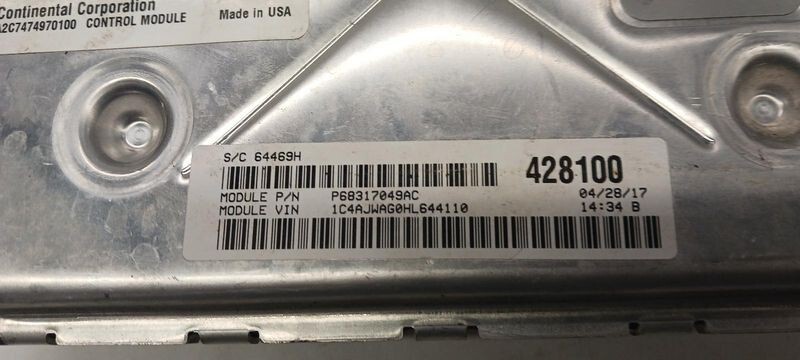 Continental Corporation
A2C7474970100 CONTROL MODULE
Made in USA
S/C 64469H
428100
MODULE P/N P68317049AC 04/28/17
MODULE VIN 1C4AJWAG0HL644110 14:34 B